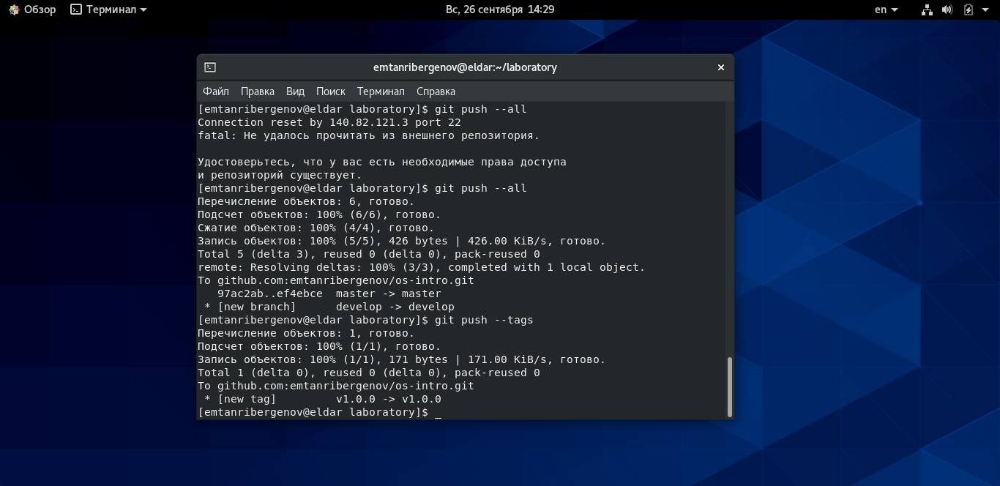 Обзор Терминал Вс, 26 сентября 14:29 en
emtanribergenov@eldar:~/laboratory
Файл Правка Вид Поиск Терминал Справка
[emtanribergenov@eldar laboratory]$ git push --all
Connection reset by 140.82.121.3 port 22
fatal: Не удалось прочитать из внешнего репозитория.

Удостоверьтесь, что у вас есть необходимые права доступа
и репозиторий существует.
[emtanribergenov@eldar laboratory]$ git push --all
Перечисление объектов: 6, готово.
Подсчет объектов: 100% (6/6), готово.
Сжатие объектов: 100% (4/4), готово.
Запись объектов: 100% (5/5), 426 bytes | 426.00 KiB/s, готово.
Total 5 (delta 3), reused 0 (delta 0), pack-reused 0
remote: Resolving deltas: 100% (3/3), completed with 1 local object.
To github.com:emtanribergenov/os-intro.git
   97ac2ab..ef4ebce  master -> master
 * [new branch]      develop -> develop
[emtanribergenov@eldar laboratory]$ git push --tags
Перечисление объектов: 1, готово.
Подсчет объектов: 100% (1/1), готово.
Запись объектов: 100% (1/1), 171 bytes | 171.00 KiB/s, готово.
Total 1 (delta 0), reused 0 (delta 0), pack-reused 0
To github.com:emtanribergenov/os-intro.git
 * [new tag]         v1.0.0 -> v1.0.0
[emtanribergenov@eldar laboratory]$ _